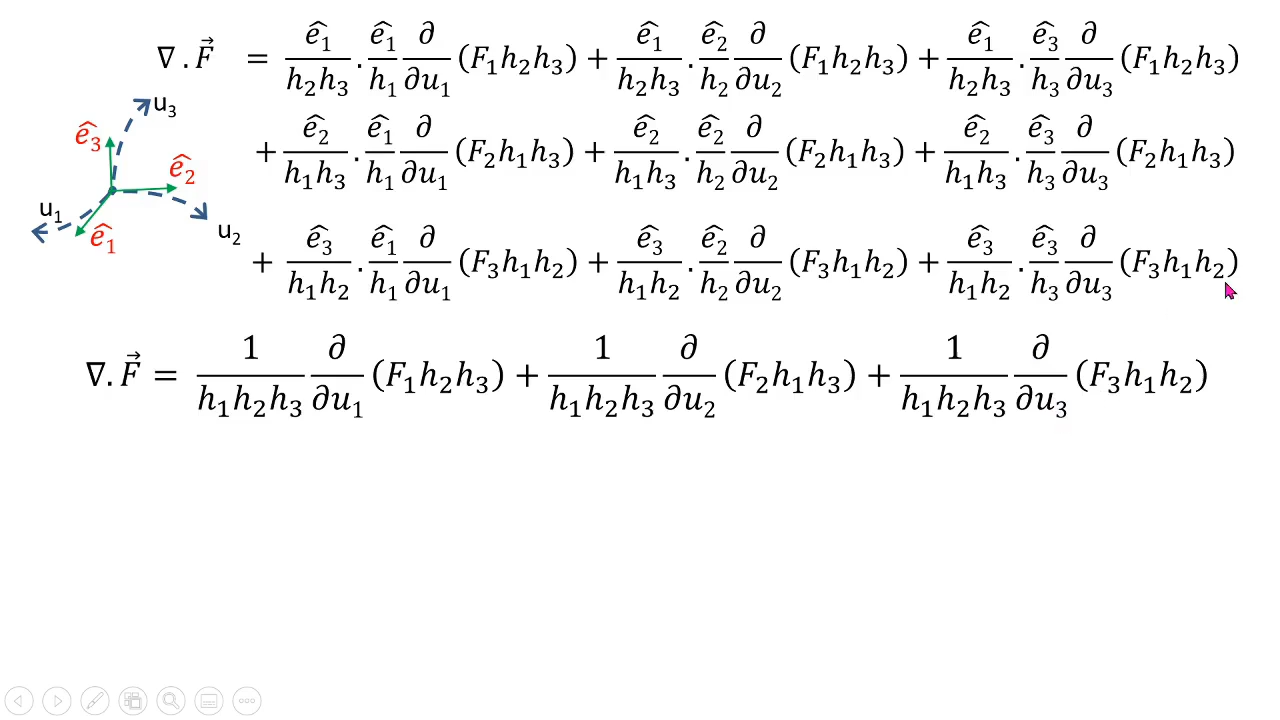 ∇ . F⃗ = ê₁/(h₂h₃) . ê₁/h₁ ∂/∂u₁ (F₁h₂h₃) + ê₁/(h₂h₃) . ê₂/h₂ ∂/∂u₂ (F₁h₂h₃) + ê₁/(h₂h₃) . ê₃/h₃ ∂/∂u₃ (F₁h₂h₃)
+ ê₂/(h₁h₃) . ê₁/h₁ ∂/∂u₁ (F₂h₁h₃) + ê₂/(h₁h₃) . ê₂/h₂ ∂/∂u₂ (F₂h₁h₃) + ê₂/(h₁h₃) . ê₃/h₃ ∂/∂u₃ (F₂h₁h₃)
+ ê₃/(h₁h₂) . ê₁/h₁ ∂/∂u₁ (F₃h₁h₂) + ê₃/(h₁h₂) . ê₂/h₂ ∂/∂u₂ (F₃h₁h₂) + ê₃/(h₁h₂) . ê₃/h₃ ∂/∂u₃ (F₃h₁h₂)
u₃
ê₃
ê₂
u₁
ê₁
u₂
∇. F⃗ = 1/(h₁h₂h₃) ∂/∂u₁ (F₁h₂h₃) + 1/(h₁h₂h₃) ∂/∂u₂ (F₂h₁h₃) + 1/(h₁h₂h₃) ∂/∂u₃ (F₃h₁h₂)